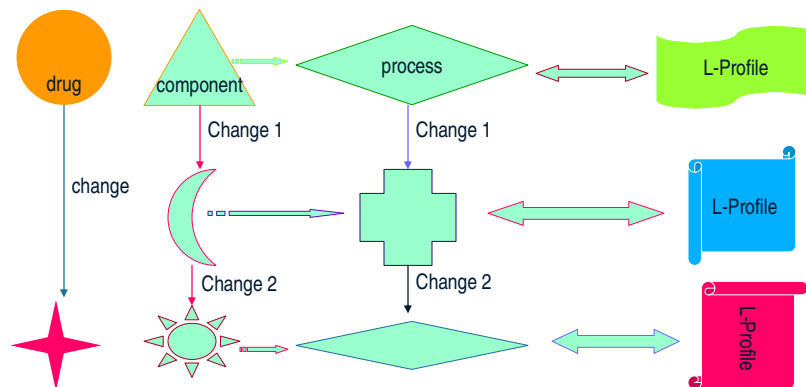 drug
component
process
L-Profile
Change 1
Change 1
change
L-Profile
Change 2
Change 2
L-Profile